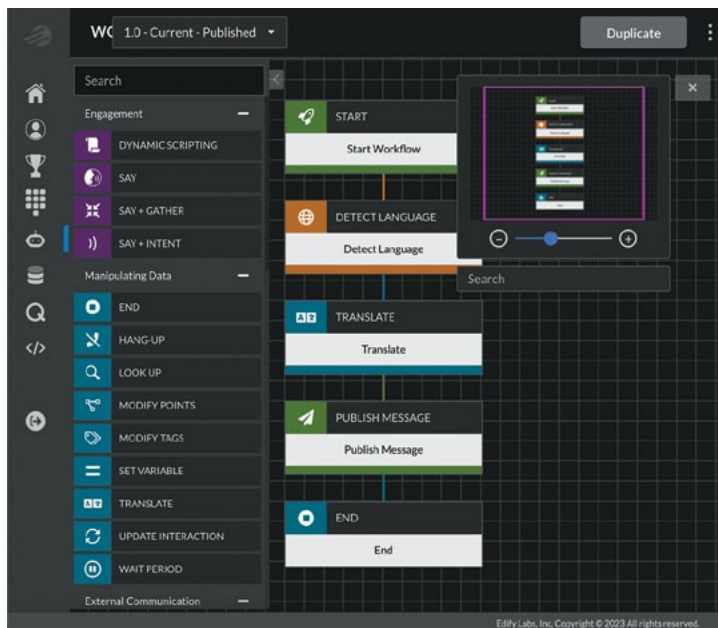 WO
1.0 - Current - Published
Duplicate
Search
Engagement
DYNAMIC SCRIPTING
SAY
SAY + GATHER
SAY + INTENT
Manipulating Data
END
HANG-UP
LOOK UP
MODIFY POINTS
MODIFY TAGS
SET VARIABLE
TRANSLATE
UPDATE INTERACTION
WAIT PERIOD
External Communication
START
Start Workflow
DETECT LANGUAGE
Detect Language
TRANSLATE
Translate
PUBLISH MESSAGE
Publish Message
END
End
Search
Edify Labs, Inc. Copyright © 2023 All rights reserved.